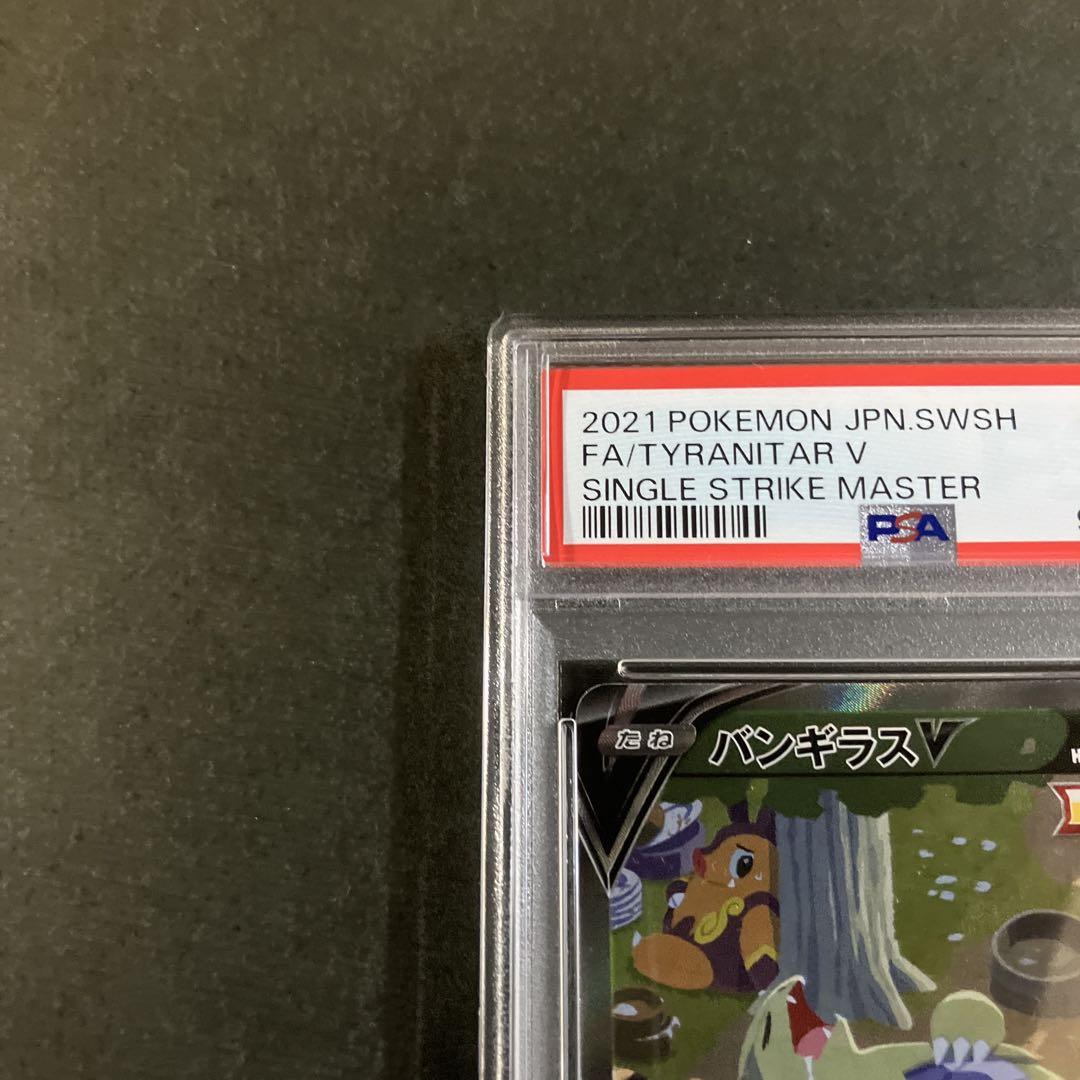 2021 POKEMON JPN.SWSH
FA/TYRANITAR V
SINGLE STRIKE MASTER
PSA
たね
バンギラスV